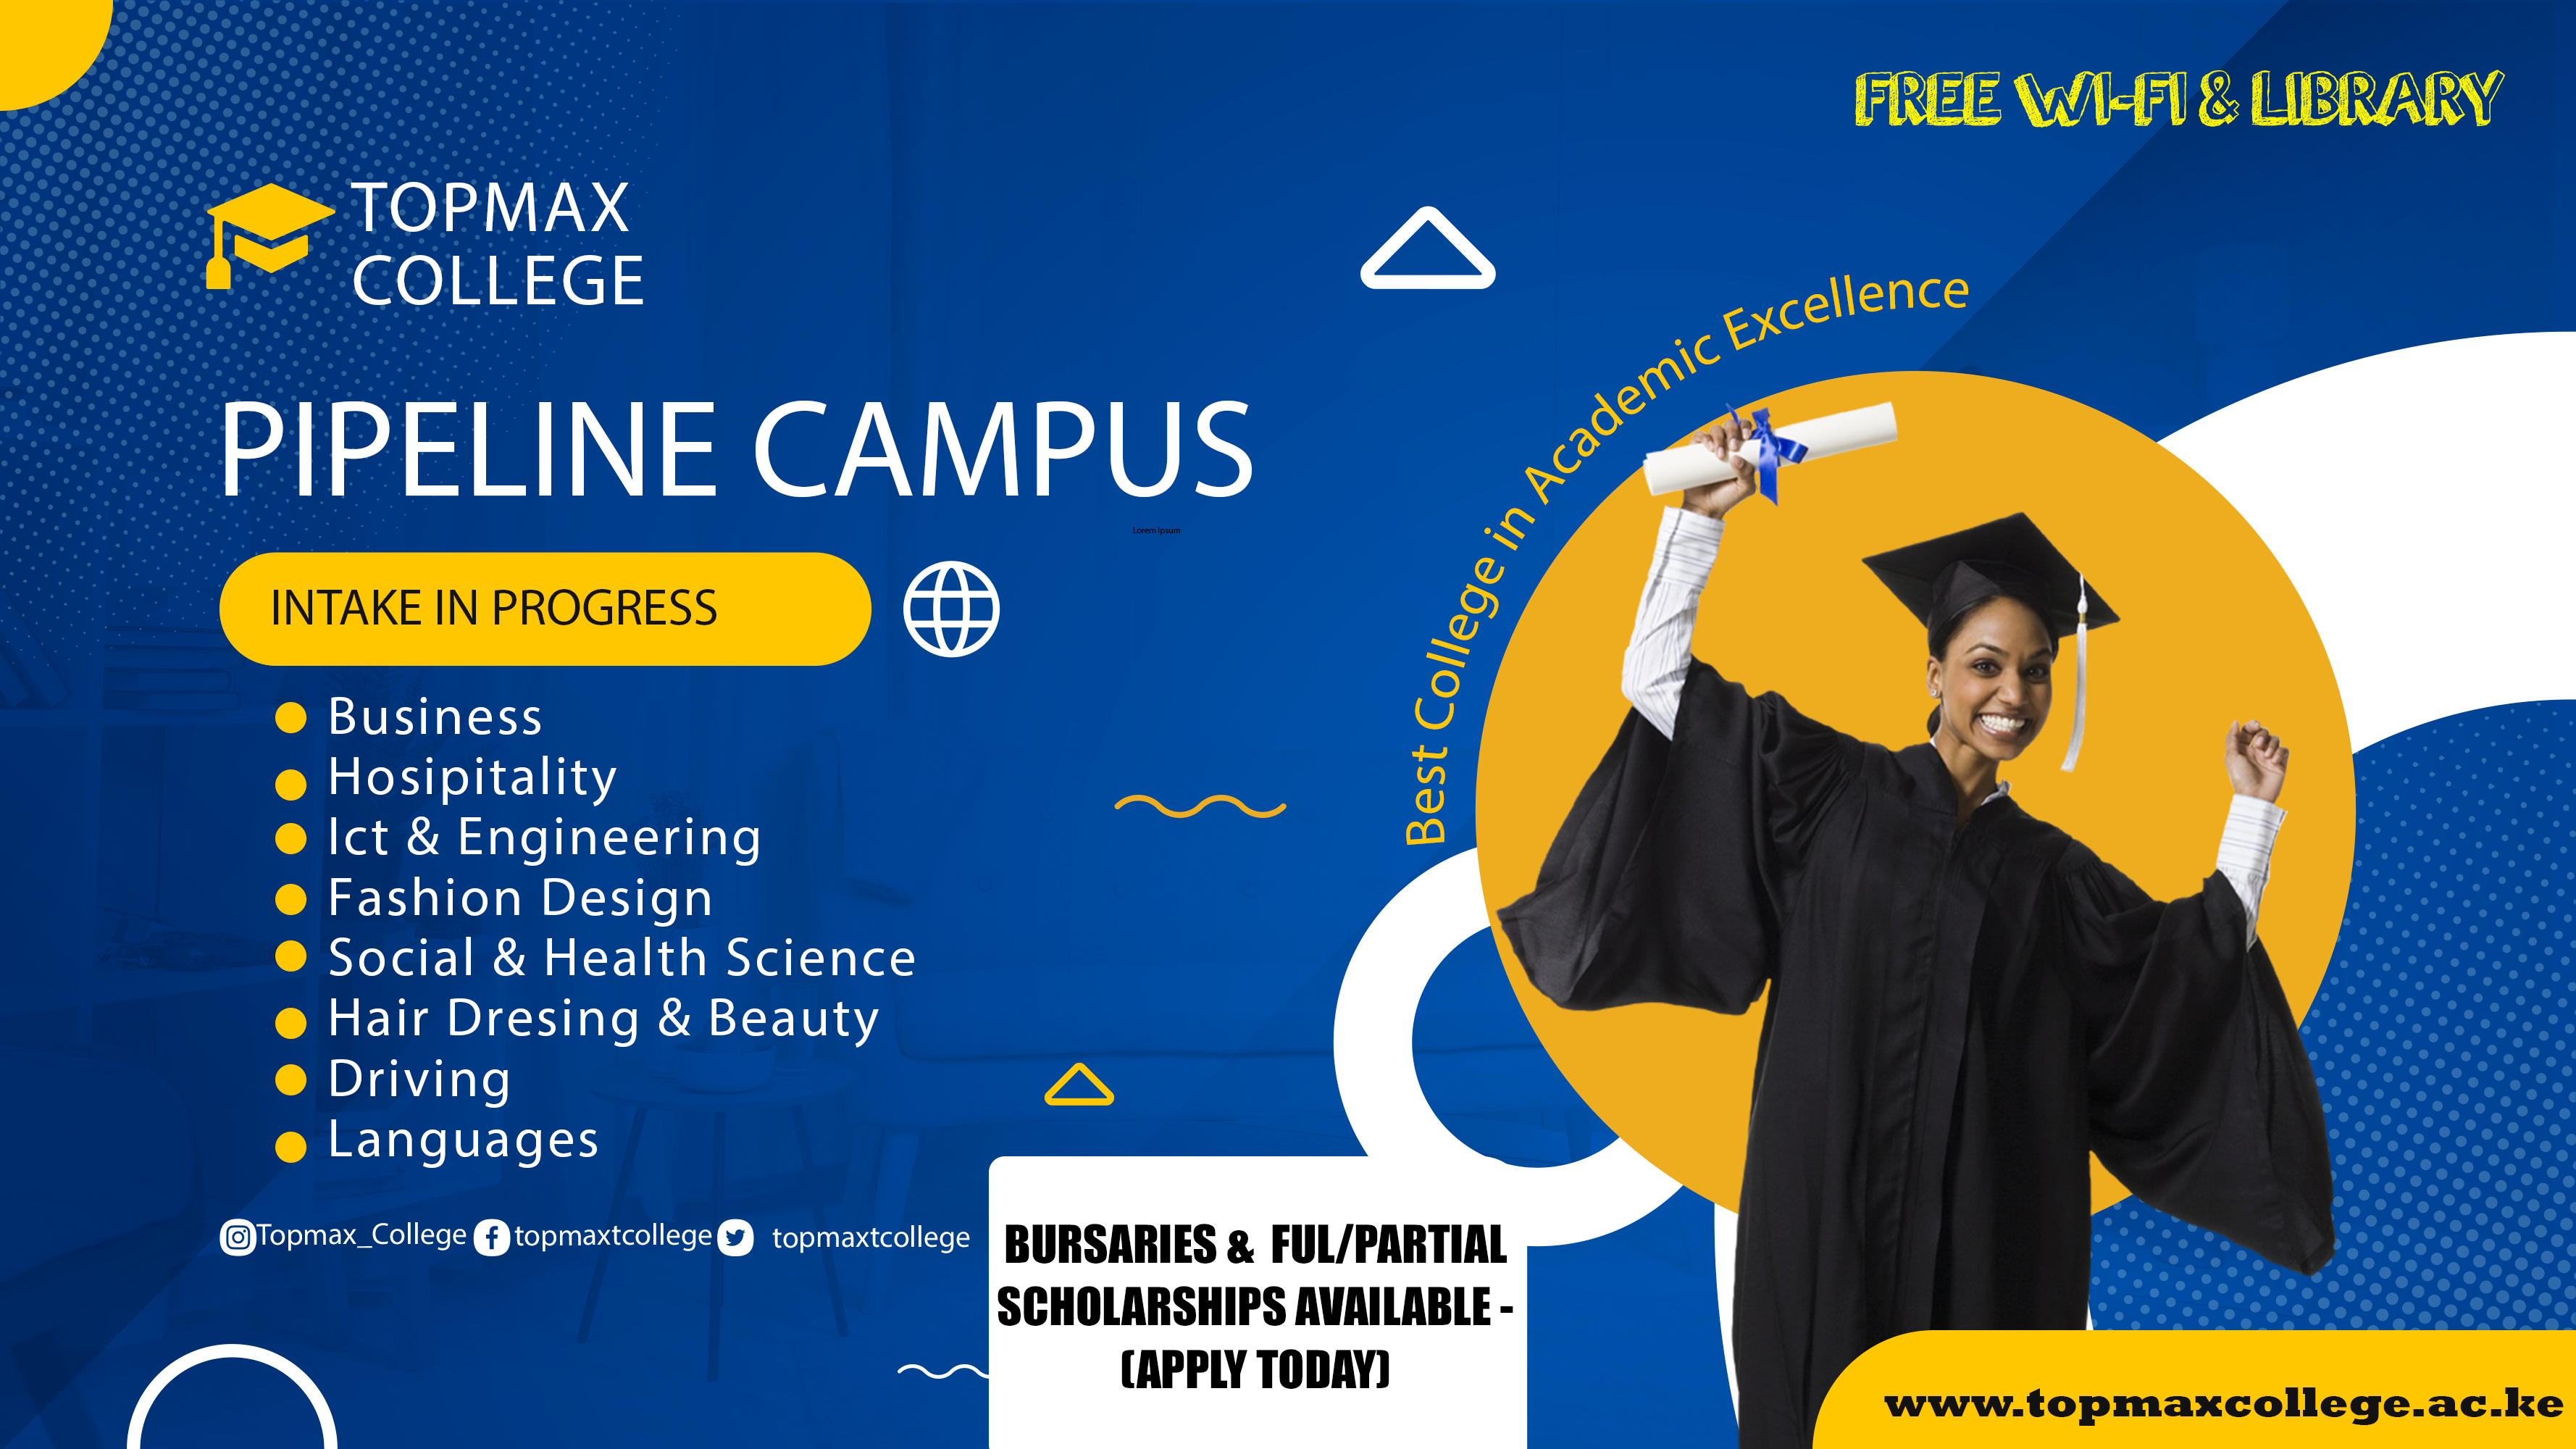 FREE WI-FI & LIBRARY
TOPMAX
COLLEGE
Best College in Academic Excellence
PIPELINE CAMPUS
Lorem Ipsum
INTAKE IN PROGRESS
Business
Hosipitality
Ict & Engineering
Fashion Design
Social & Health Science
Hair Dresing & Beauty
Driving
Languages
Topmax_College topmaxtcollege topmaxtcollege
BURSARIES & FUL/PARTIAL
SCHOLARSHIPS AVAILABLE -
(APPLY TODAY)
www.topmaxcollege.ac.ke